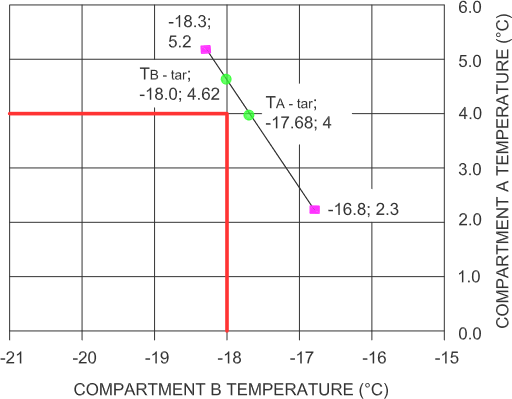 -18.3;
5.2
TB - tar;
-18.0; 4.62
TA - tar;
-17.68; 4
-16.8; 2.3
6.0
5.0
4.0
3.0
2.0
1.0
0.0
COMPARTMENT A TEMPERATURE (°C)
-21 -20 -19 -18 -17 -16 -15
COMPARTMENT B TEMPERATURE (°C)